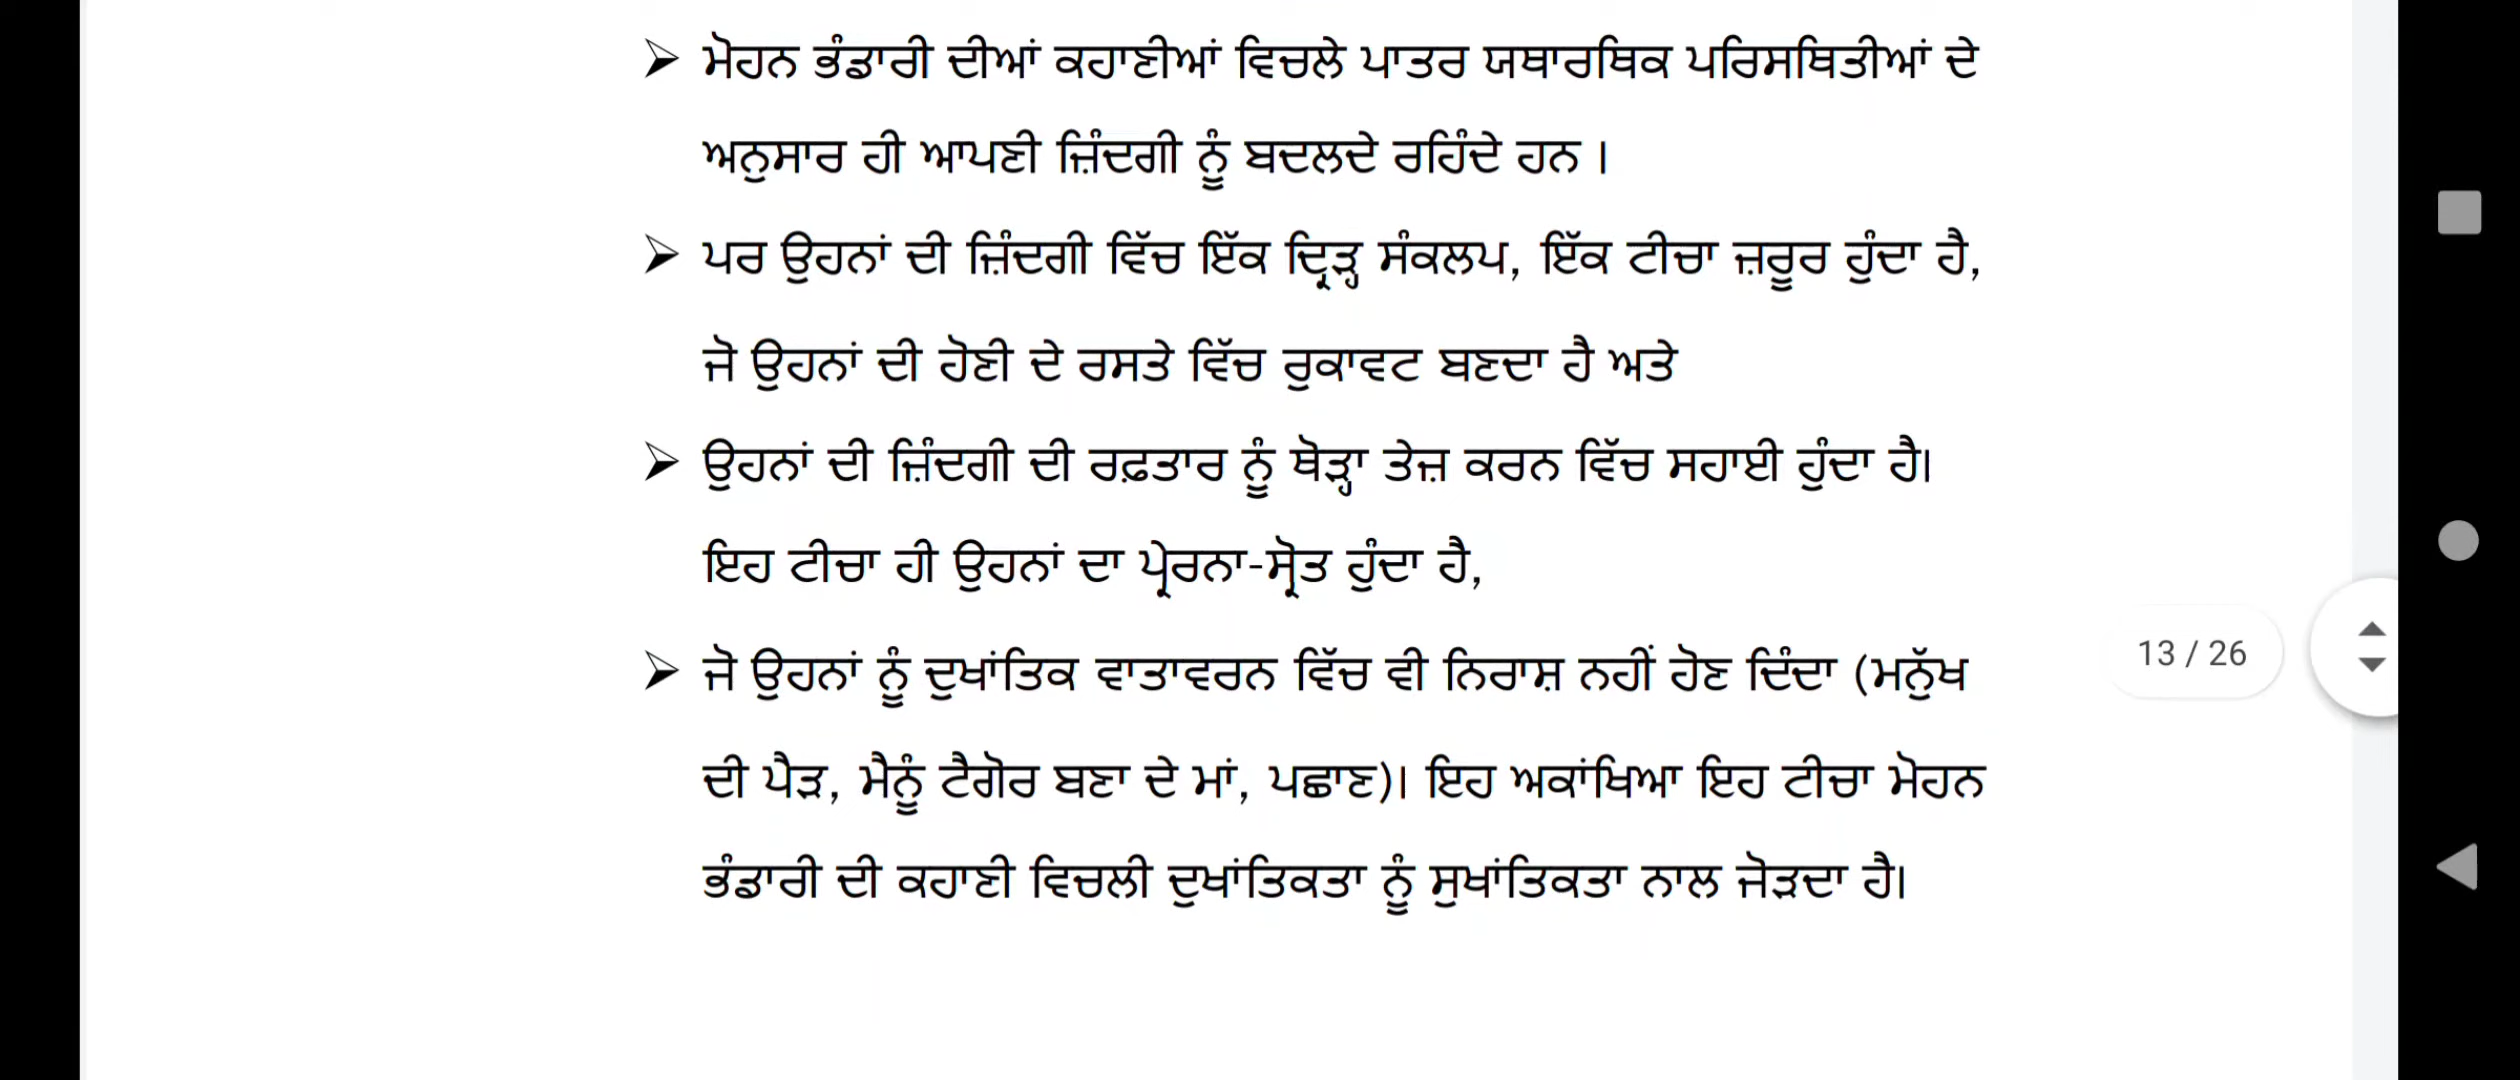 ➢ ਮੋਹਨ ਭੰਡਾਰੀ ਦੀਆਂ ਕਹਾਣੀਆਂ ਵਿਚਲੇ ਪਾਤਰ ਯਥਾਰਥਿਕ ਪਰਿਸਥਿਤੀਆਂ ਦੇ
ਅਨੁਸਾਰ ਹੀ ਆਪਣੀ ਜ਼ਿੰਦਗੀ ਨੂੰ ਬਦਲਦੇ ਰਹਿੰਦੇ ਹਨ ।
➢ ਪਰ ਉਹਨਾਂ ਦੀ ਜ਼ਿੰਦਗੀ ਵਿੱਚ ਇੱਕ ਦ੍ਰਿੜ੍ਹ ਸੰਕਲਪ, ਇੱਕ ਟੀਚਾ ਜ਼ਰੂਰ ਹੁੰਦਾ ਹੈ,
ਜੋ ਉਹਨਾਂ ਦੀ ਹੋਣੀ ਦੇ ਰਸਤੇ ਵਿੱਚ ਰੁਕਾਵਟ ਬਣਦਾ ਹੈ ਅਤੇ
➢ ਉਹਨਾਂ ਦੀ ਜ਼ਿੰਦਗੀ ਦੀ ਰਫ਼ਤਾਰ ਨੂੰ ਥੋੜ੍ਹਾ ਤੇਜ਼ ਕਰਨ ਵਿੱਚ ਸਹਾਈ ਹੁੰਦਾ ਹੈ।
ਇਹ ਟੀਚਾ ਹੀ ਉਹਨਾਂ ਦਾ ਪ੍ਰੇਰਨਾ-ਸ੍ਰੋਤ ਹੁੰਦਾ ਹੈ,
➢ ਜੋ ਉਹਨਾਂ ਨੂੰ ਦੁਖਾਂਤਿਕ ਵਾਤਾਵਰਨ ਵਿੱਚ ਵੀ ਨਿਰਾਸ਼ ਨਹੀਂ ਹੋਣ ਦਿੰਦਾ (ਮਨੁੱਖ
ਦੀ ਪੈੜ, ਮੈਨੂੰ ਟੈਗੋਰ ਬਣਾ ਦੇ ਮਾਂ, ਪਛਾਣ)। ਇਹ ਅਕਾਂਖਿਆ ਇਹ ਟੀਚਾ ਮੋਹਨ
ਭੰਡਾਰੀ ਦੀ ਕਹਾਣੀ ਵਿਚਲੀ ਦੁਖਾਂਤਿਕਤਾ ਨੂੰ ਸੁਖਾਂਤਿਕਤਾ ਨਾਲ ਜੋੜਦਾ ਹੈ।
13 / 26